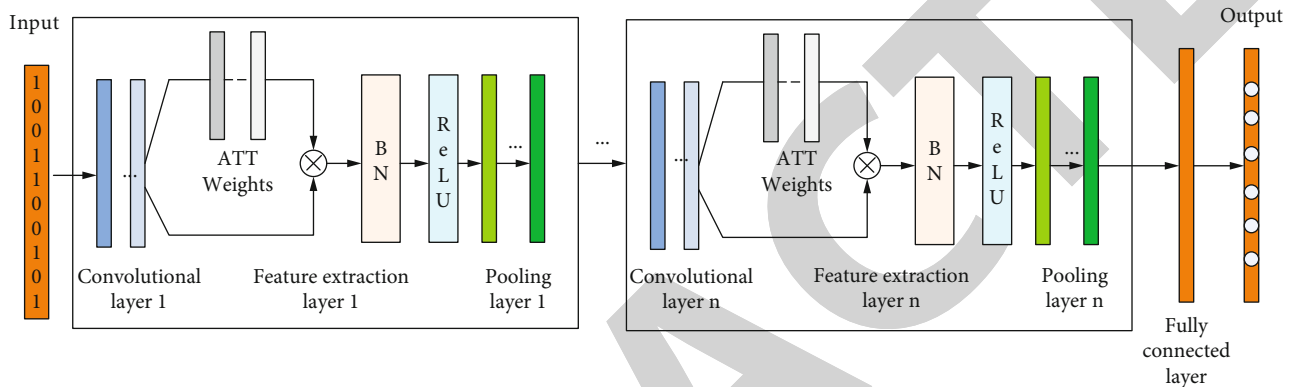 Input
1
0
0
1
1
0
0
1
0
1
...
Convolutional
layer 1
ATT
Weights
B
N
R
e
L
U
...
Feature extraction
layer 1
Pooling
layer 1
...
...
Convolutional
layer n
ATT
Weights
B
N
R
e
L
U
...
Feature extraction
layer n
Pooling
layer n
Fully
connected
layer
Output
ACTE